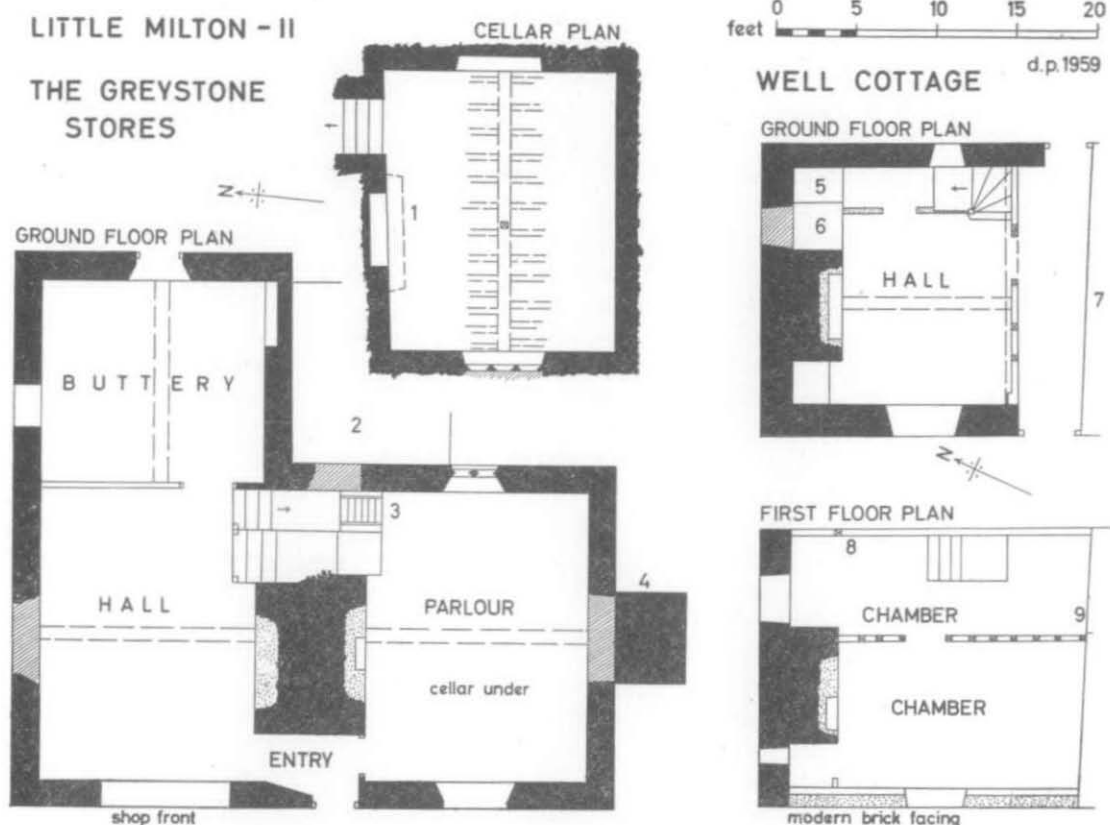 LITTLE MILTON - II
THE GREYSTONE
STORES
CELLAR PLAN
1
N
GROUND FLOOR PLAN
BUTTERY
2
3
HALL
PARLOUR
4
cellar under
ENTRY
shop front
0 5 10 15 20
feet
d.p.1959
WELL COTTAGE
GROUND FLOOR PLAN
5
6
HALL
7
N
FIRST FLOOR PLAN
8
CHAMBER
9
CHAMBER
modern brick facing